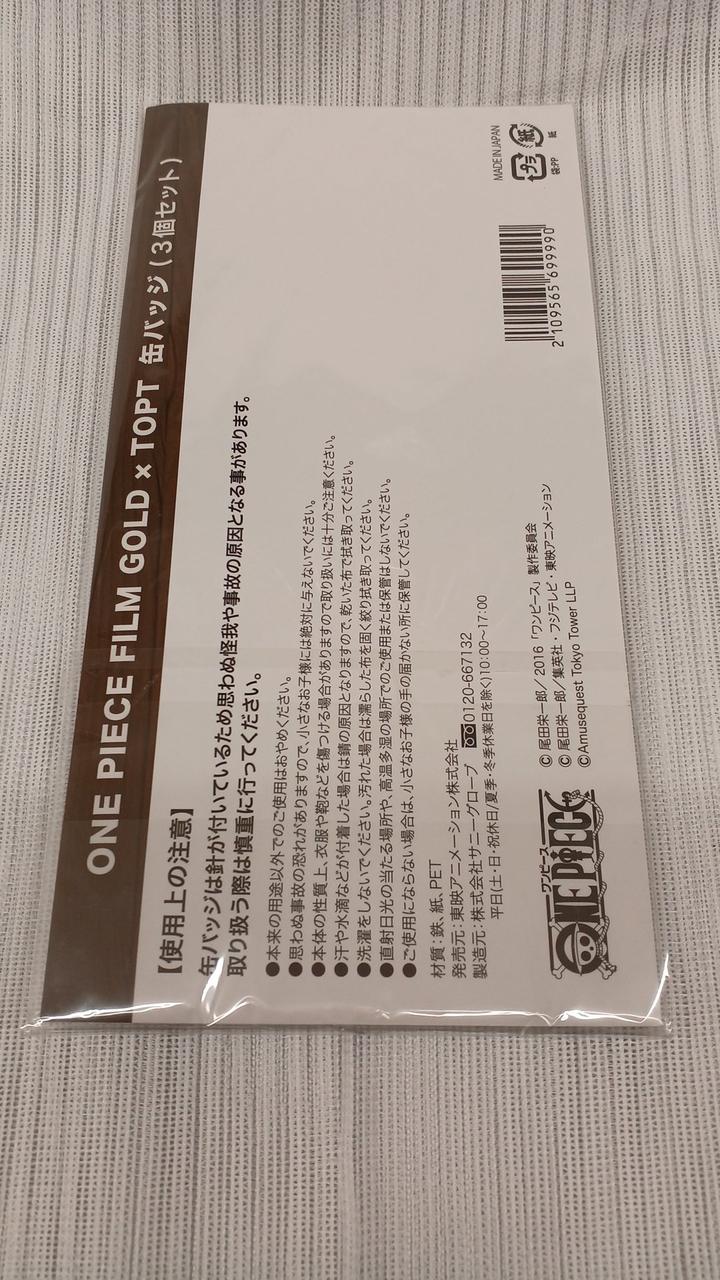 ONE PIECE FILM GOLD × TOPT 缶バッジ(3個セット)
【使用上の注意】
缶バッジは針が付いているため思わぬ怪我や事故の原因となる事があります。
取り扱う際は慎重に行ってください。
●本来の用途以外でのご使用はおやめください。
●思わぬ事故の恐れがありますので、小さなお子様には絶対に与えないでください。
●本体の性質上、衣服や鞄などを傷つける場合がありますので取り扱いには十分ご注意ください。
●汗や水滴などが付着した場合は錆の原因となりますので、乾いた布で拭き取ってください。
●洗濯をしないでください。汚れた場合は濡らした布を固く絞り拭き取ってください。
●直射日光の当たる場所や、高温多湿の場所でのご使用または保管はしないでください。
●ご使用にならない場合は、小さなお子様の手の届かない所に保管してください。
材質：鉄、紙、PET
発売元：東映アニメーション株式会社
製造元：株式会社サニーグローブ 0120-667132
平日(土・日・祝休日/夏季・冬季休業日を除く)10：00〜17：00
ワンピース
ONE PIECE
© 尾田栄一郎／2016「ワンピース」製作委員会
© 尾田栄一郎／集英社・フジテレビ・東映アニメーション
©Amusequest Tokyo Tower LLP
2109565699990
MADE IN JAPAN
プラ 紙
袋:PP 紙